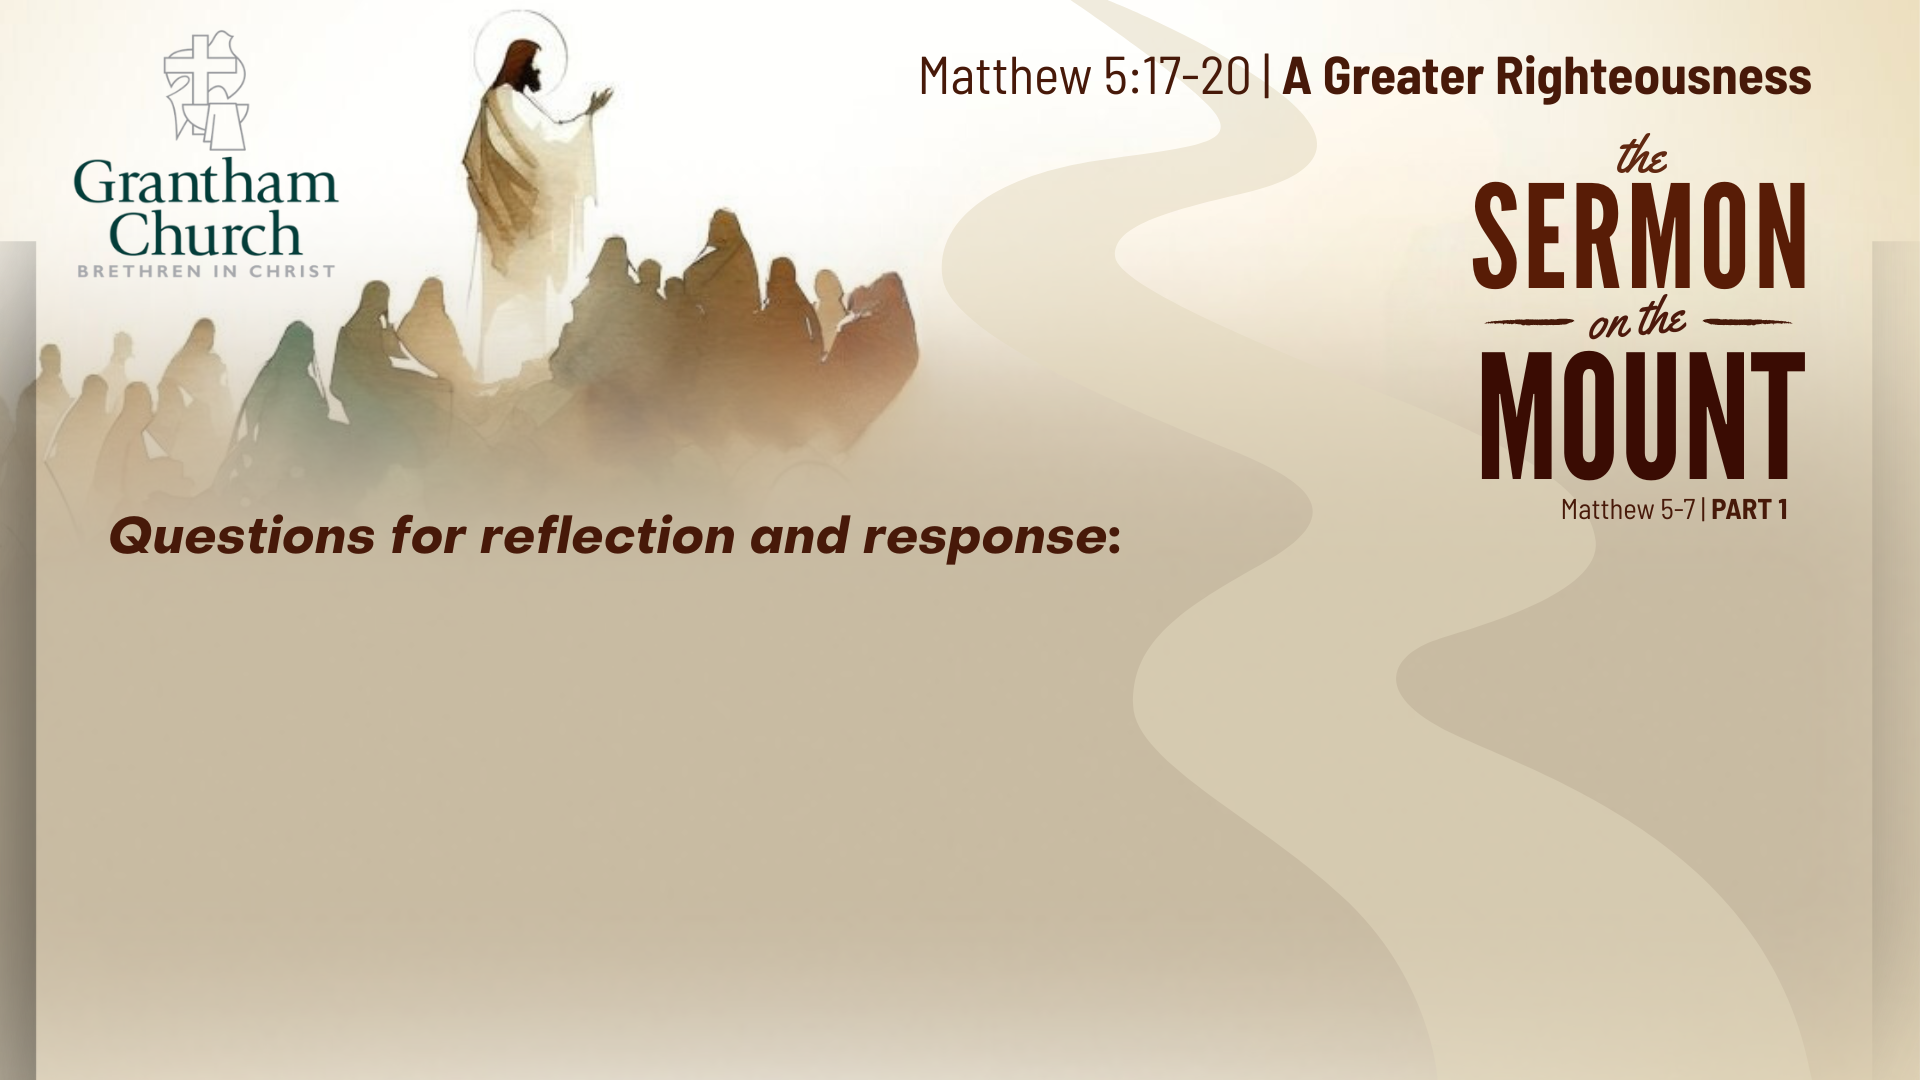 Grantham
Church
BRETHREN IN CHRIST
Matthew 5:17-20 | A Greater Righteousness
the
SERMON
on the
MOUNT
Matthew 5-7 | PART 1
Questions for reflection and response: